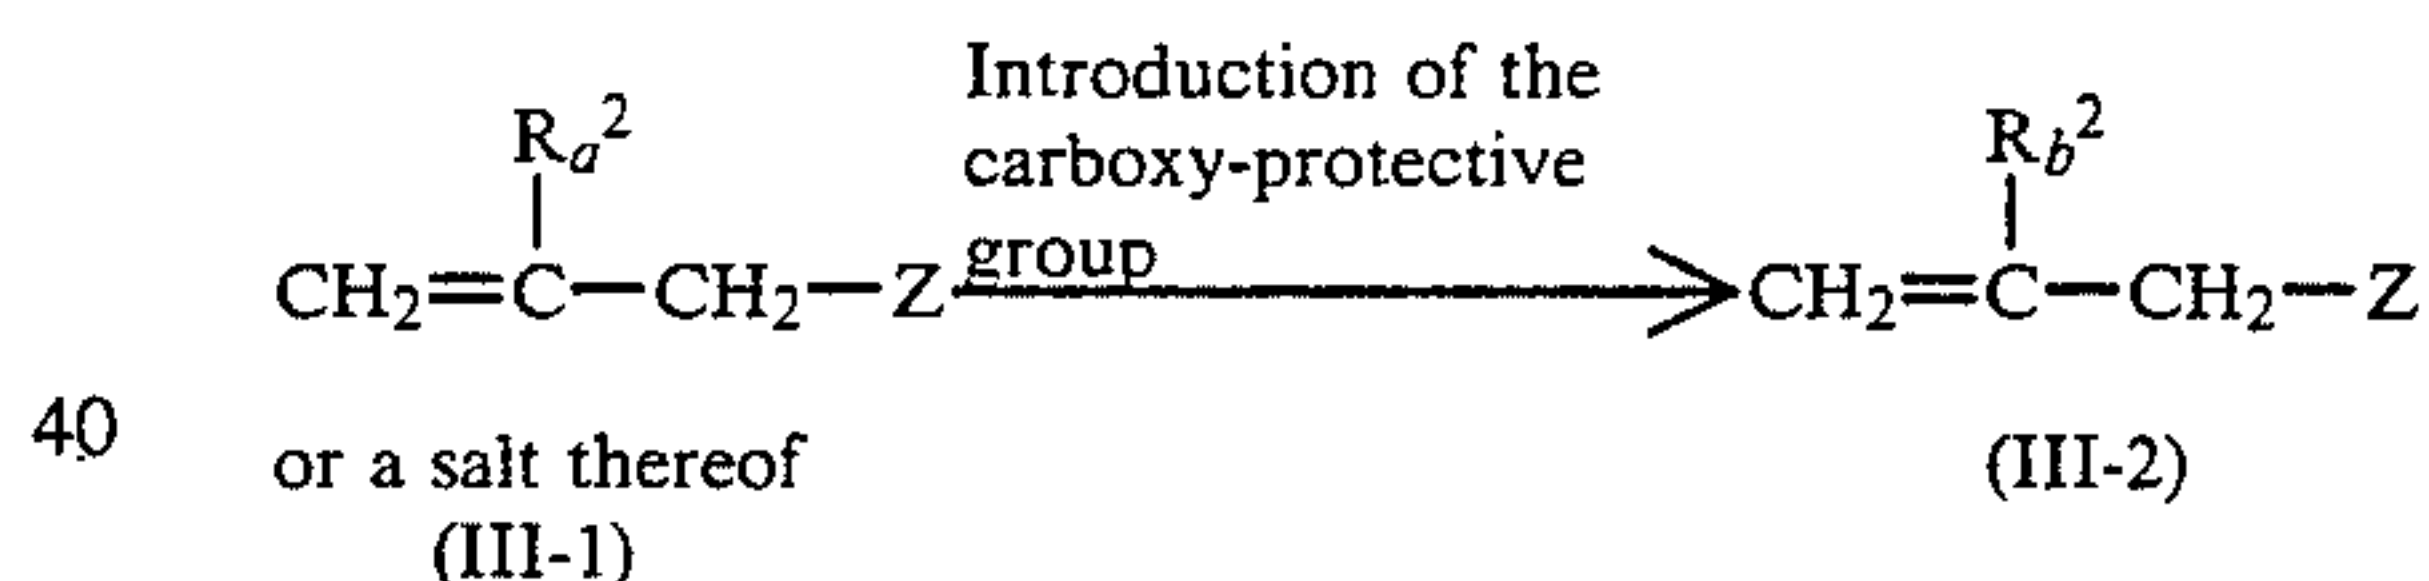 Introduction of the
carboxy-protective
group
Rₐ² R_b²
CH₂=C—CH₂—Z CH₂=C—CH₂—Z
40
or a salt thereof (III-2)
(III-1)